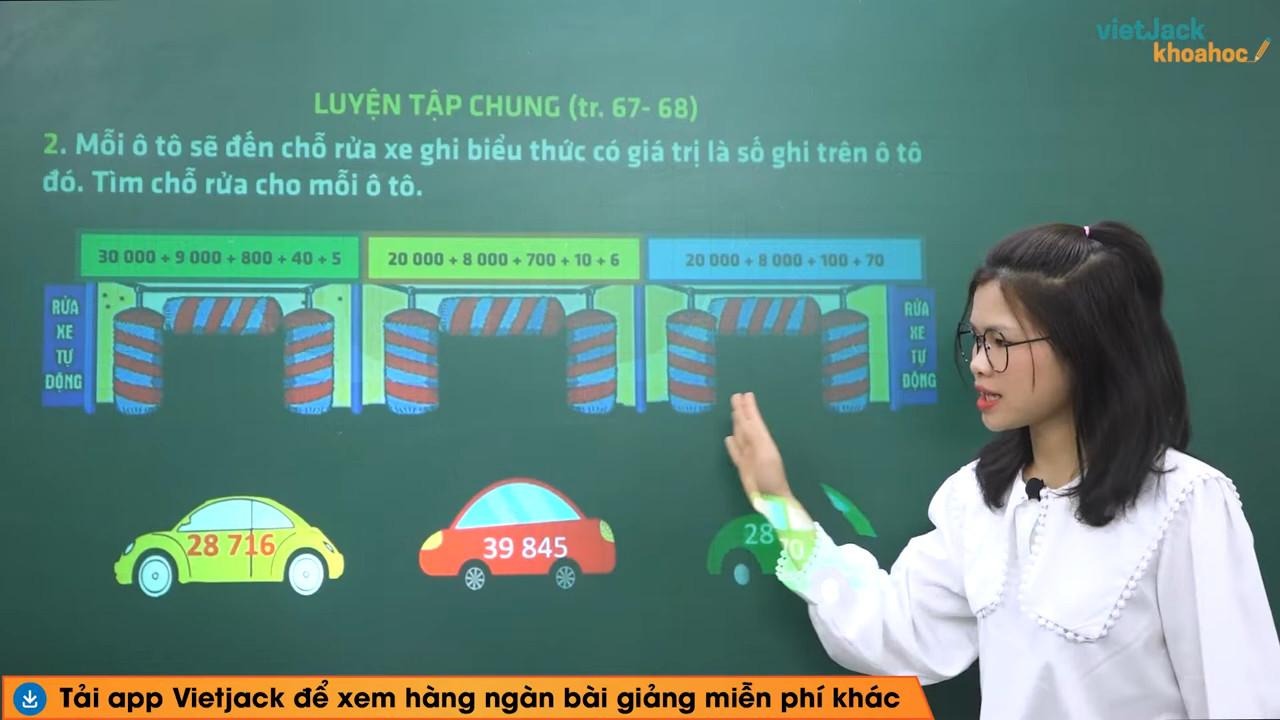 vietJack
khoahoc
LUYỆN TẬP CHUNG (tr. 67- 68)
2. Mỗi ô tô sẽ đến chỗ rửa xe ghi biểu thức có giá trị là số ghi trên ô tô
đó. Tìm chỗ rửa cho mỗi ô tô.
30 000 + 9 000 + 800 + 40 + 5
20 000 + 8 000 + 700 + 10 + 6
20 000 + 8 000 + 100 + 70
RỬA
XE
TỰ
ĐỘNG
RỬA
XE
TỰ
ĐỘNG
28 716
39 845
28
70
Tải app Vietjack để xem hàng ngàn bài giảng miễn phí khác